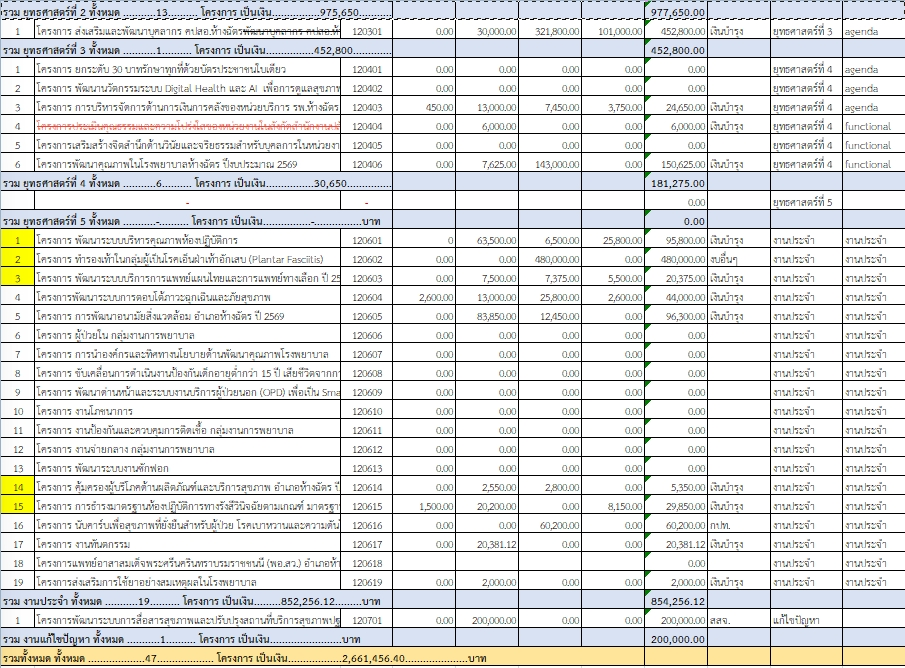 รวม ยุทธศาสตร์ 2 ทั้งหมด ...........13.......... โครงการ เป็นเงิน.................975,650............ 977,650.00
1 โครงการ ส่งเสริมและพัฒนาบุคลากร คปสอ.ห้างฉัตรพัฒนาบุคลากร คปสอ.ห้ 120301 0.00 30,000.00 321,800.00 101,000.00 452,800.00 เงินบำรุง ยุทธศาสตร์ที่ 3 agenda
รวม ยุทธศาสตร์ที่ 3 ทั้งหมด ...........1.......... โครงการ เป็นเงิน...............452,800.............. 452,800.00
1 โครงการ ยกระดับ 30 บาทรักษาทุกที่ด้วยบัตรประชาชนใบเดียว 120401 0.00 0.00 0.00 0.00 0.00 ยุทธศาสตร์ที่ 4 agenda
2 โครงการ พัฒนานวัตกรรมระบบ Digital Health และ AI เพื่อการดูแลสุขภาพ 120402 0.00 0.00 0.00 0.00 0.00 ยุทธศาสตร์ที่ 4 agenda
3 โครงการ การบริหารจัดการด้านการเงินการคลังของหน่วยบริการ รพ.ห้างฉัตร 120403 450.00 13,000.00 7,450.00 3,750.00 24,650.00 เงินบำรุง ยุทธศาสตร์ที่ 4 agenda
4 โครงการประเมินคุณธรรมและความโปร่งใสของหน่วยงานในสังกัดสำนักงานปลั 120404 0.00 6,000.00 0.00 0.00 6,000.00 เงินบำรุง ยุทธศาสตร์ที่ 4 functional
5 โครงการเสริมสร้างจิตสำนึกด้านวินัยและจริยธรรมสำหรับบุคลการในหน่วยงา 120405 0.00 0.00 0.00 0.00 0.00 ยุทธศาสตร์ที่ 4 functional
6 โครงการพัฒนาคุณภาพในโรงพยาบาลห้างฉัตร ปีงบประมาณ 2569 120406 0.00 7,625.00 143,000.00 0.00 150,625.00 เงินบำรุง ยุทธศาสตร์ที่ 4 functional
รวม ยุทธศาสตร์ที่ 4 ทั้งหมด ...........6.......... โครงการ เป็นเงิน...............30,650.............. 181,275.00
- - 0.00 ยุทธศาสตร์ที่ 5
รวม ยุทธศาสตร์ที่ 5 ทั้งหมด ...........-.......... โครงการ เป็นเงิน...............-...............บาท 0.00
1 โครงการ พัฒนาระบบบริหารคุณภาพห้องปฏิบัติการ 120601 0 63,500.00 6,500.00 25,800.00 95,800.00 เงินบำรุง งานประจำ งานประจำ
2 โครงการ ทำรองเท้าในกลุ่มผู้เป็นโรคเอ็นฝ่าเท้าอักเสบ (Plantar Fasciitis) 120602 0.00 0.00 480,000.00 0.00 480,000.00 งบอื่นๆ งานประจำ งานประจำ
3 โครงการ พัฒนาระบบบริการการแพทย์แผนไทยและการแพทย์ทางเลือก ปี 25 120603 0.00 7,500.00 7,375.00 5,500.00 20,375.00 เงินบำรุง งานประจำ งานประจำ
4 โครงการพัฒนาระบบการตอบโต้ภาวะฉุกเฉินและภัยสุขภาพ 120604 2,600.00 13,000.00 25,800.00 2,600.00 44,000.00 เงินบำรุง งานประจำ งานประจำ
5 โครงการ การพัฒนาอนามัยสิ่งแวดล้อม อำเภอห้างฉัตร ปี 2569 120605 0.00 83,850.00 12,450.00 0.00 96,300.00 เงินบำรุง งานประจำ งานประจำ
6 โครงการ ผู้ป่วยใน กลุ่มงานการพยาบาล 120606 0.00 0.00 0.00 0.00 0.00 งานประจำ งานประจำ
7 โครงการ การนำองค์กรและทิศทางนโยบายด้านพัฒนาคุณภาพโรงพยาบาล 120607 0.00 0.00 0.00 0.00 0.00 งานประจำ งานประจำ
8 โครงการ ขับเคลื่อนการดำเนินงานป้องกันเด็กอายุต่ำกว่า 15 ปี เสียชีวิตจากกา 120608 0.00 0.00 0.00 0.00 0.00 งานประจำ งานประจำ
9 โครงการ พัฒนาด่านหน้าและระบบงานบริการผู้ป่วยนอก (OPD) เพื่อเป็น Sma 120609 0.00 0.00 0.00 0.00 0.00 งานประจำ งานประจำ
10 โครงการ งานโภชนาการ 120610 0.00 0.00 0.00 0.00 0.00 งานประจำ งานประจำ
11 โครงการ งานป้องกันและควบคุมการติดเชื้อ กลุ่มงานการพยาบาล 120611 0.00 0.00 0.00 0.00 0.00 งานประจำ งานประจำ
12 โครงการ งานจ่ายกลาง กลุ่มงานการพยาบาล 120612 0.00 0.00 0.00 0.00 0.00 งานประจำ งานประจำ
13 โครงการ พัฒนาระบบงานซักฟอก 120613 0.00 0.00 0.00 0.00 0.00 งานประจำ งานประจำ
14 โครงการ คุ้มครองผู้บริโภคด้านผลิตภัณฑ์และบริการสุขภาพ อำเภอห้างฉัตร ปี 120614 0.00 2,550.00 2,800.00 0.00 5,350.00 เงินบำรุง งานประจำ งานประจำ
15 โครงการ การธำรงมาตรฐานห้องปฏิบัติการทางรังสีวินิจฉัยตามเกณฑ์ มาตรฐา 120615 1,500.00 20,200.00 0.00 8,150.00 29,850.00 เงินบำรุง งานประจำ งานประจำ
16 โครงการ นับคาร์บเพื่อสุขภาพที่ยั่งยืนสำหรับผู้ป่วย โรคเบาหวานและความดัน 120616 0.00 0.00 60,200.00 0.00 60,200.00 กปท. งานประจำ งานประจำ
17 โครงการ งานทันตกรรม 120617 0.00 20,381.12 0.00 0.00 20,381.12 เงินบำรุง งานประจำ งานประจำ
18 โครงการแพทย์อาสาสมเด็จพระศรีนครินทราบรมราชชนนี (พอ.สว.) อำเภอห้า 120618 0.00 งานประจำ งานประจำ
19 โครงการส่งเสริมการใช้ยาอย่างสมเหตุผลในโรงพยาบาล 120619 0.00 2,000.00 0.00 0.00 2,000.00 เงินบำรุง งานประจำ งานประจำ
รวม งานประจำ ทั้งหมด ...........19.......... โครงการ เป็นเงิน.........852,256.12.........บาท 854,256.12
1 โครงการพัฒนาระบบการสื่อสารสุขภาพและปรับปรุงสถานที่บริการสุขภาพปฐ 120701 0.00 200,000.00 0.00 0.00 200,000.00 สสจ. แก้ไขปัญหา
รวม งานแก้ไขปัญหา ทั้งหมด ...........1.......... โครงการ เป็นเงิน........................บาท 200,000.00
รวมทั้งหมด ทั้งหมด .......................47....................... โครงการ เป็นเงิน......................2,661,456.40.....................บาท